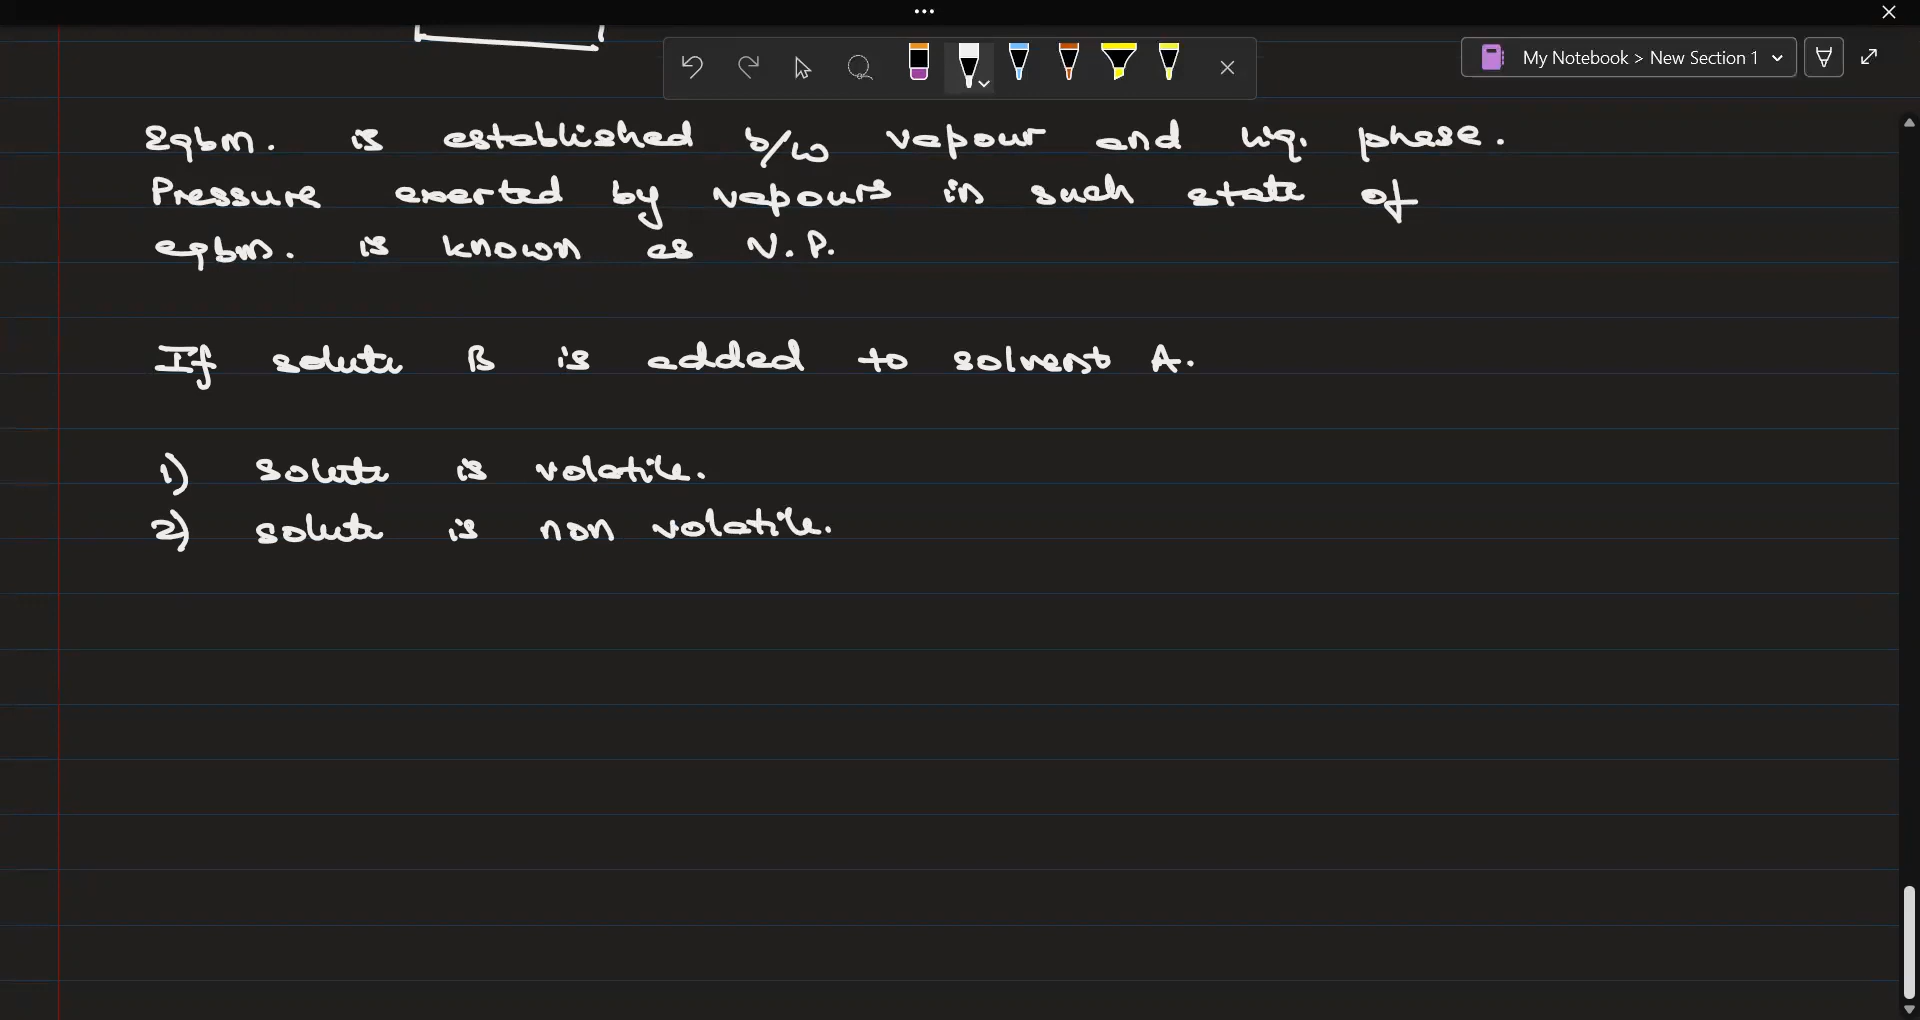 My Notebook > New Section 1
Eqbm. is established b/w vapour and liq. phase.
Pressure exerted by vapours in such state of
eqbm. is known as V.P.
If solute B is added to solvent A.
1) Solute is volatile.
2) solute is non volatile.